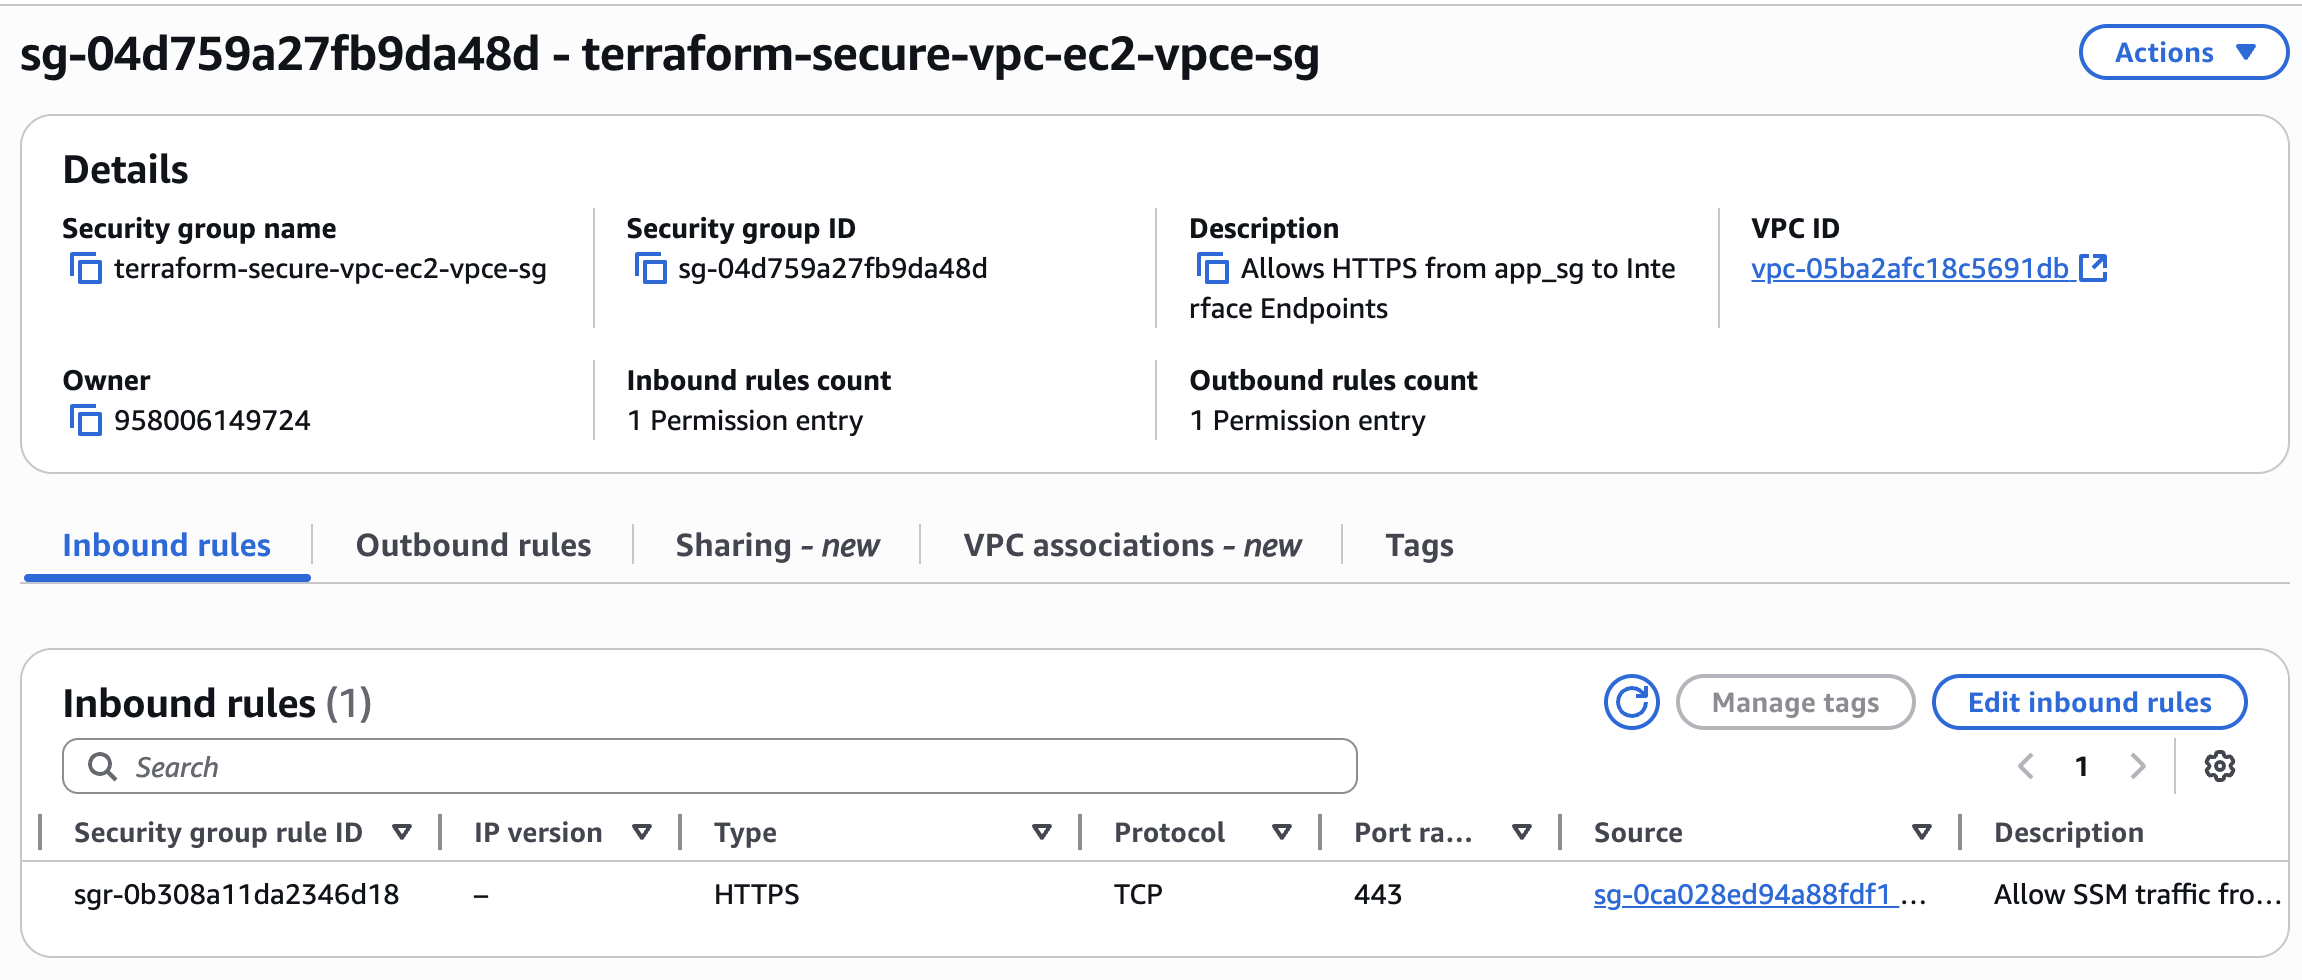 sg-04d759a27fb9da48d - terraform-secure-vpc-ec2-vpce-sg
Actions
Details
Security group name
terraform-secure-vpc-ec2-vpce-sg
Security group ID
sg-04d759a27fb9da48d
Description
Allows HTTPS from app_sg to Inte
rface Endpoints
VPC ID
vpc-05ba2afc18c5691db
Owner
958006149724
Inbound rules count
1 Permission entry
Outbound rules count
1 Permission entry
Inbound rules
Outbound rules
Sharing - new
VPC associations - new
Tags
Inbound rules (1)
Manage tags
Edit inbound rules
Search
1
Security group rule ID
IP version
Type
Protocol
Port ra...
Source
Description
sgr-0b308a11da2346d18
–
HTTPS
TCP
443
sg-0ca028ed94a88fdf1 ...
Allow SSM traffic fro...